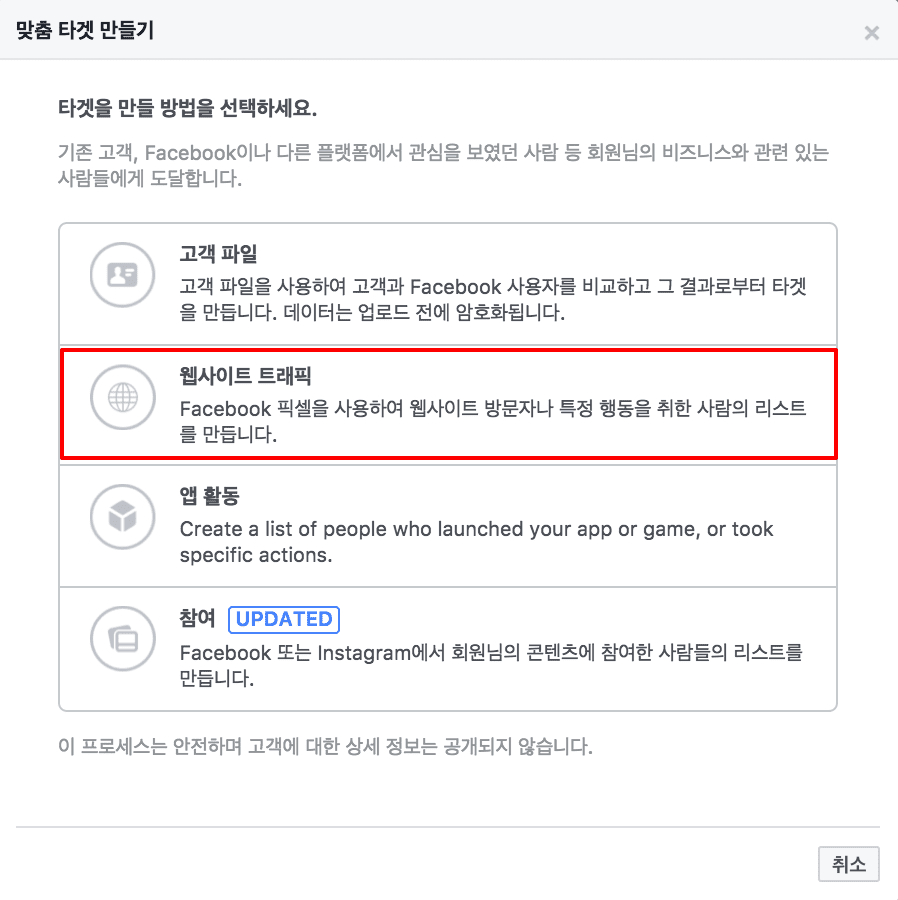 맞춤 타겟 만들기
타겟을 만들 방법을 선택하세요.
기존 고객, Facebook이나 다른 플랫폼에서 관심을 보였던 사람 등 회원님의 비즈니스와 관련 있는
사람들에게 도달합니다.
고객 파일
고객 파일을 사용하여 고객과 Facebook 사용자를 비교하고 그 결과로부터 타겟
을 만듭니다. 데이터는 업로드 전에 암호화됩니다.
웹사이트 트래픽
Facebook 픽셀을 사용하여 웹사이트 방문자나 특정 행동을 취한 사람의 리스트
를 만듭니다.
앱 활동
Create a list of people who launched your app or game, or took
specific actions.
참여 UPDATED
Facebook 또는 Instagram에서 회원님의 콘텐츠에 참여한 사람들의 리스트를
만듭니다.
이 프로세스는 안전하며 고객에 대한 상세 정보는 공개되지 않습니다.
취소